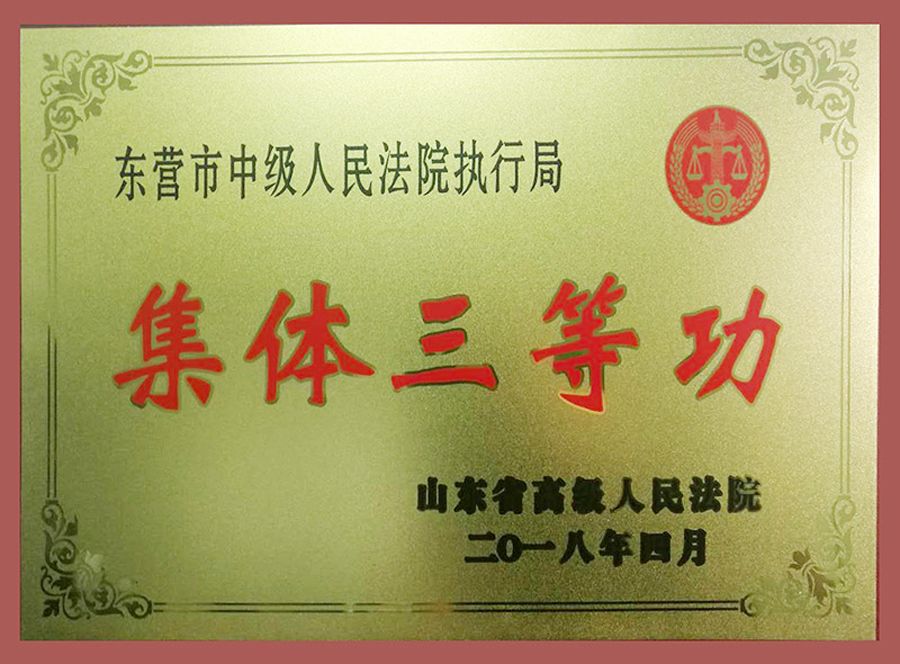 东营市中级人民法院执行局
集体三等功
山东省高级人民法院
二〇一八年四月